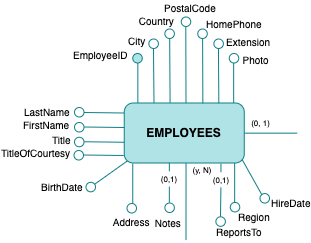 PostalCode
Country
HomePhone
City
Extension
EmployeeID
Photo
LastName
FirstName
Title
TitleOfCourtesy
EMPLOYEES
(0, 1)
(y, N)
(0,1)
(0,1)
BirthDate
HireDate
Address
Notes
Region
ReportsTo